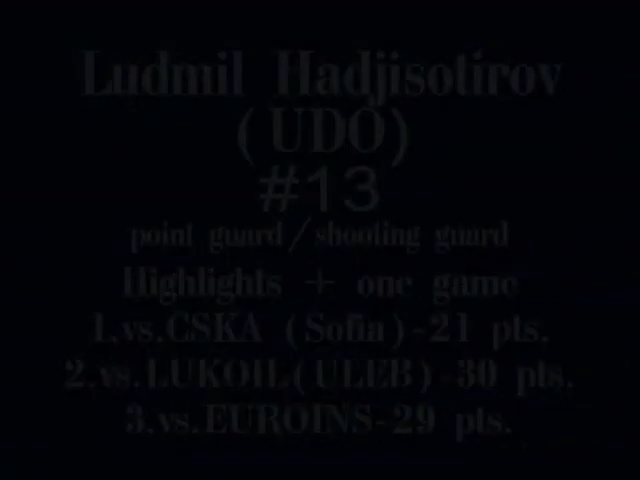 Ludmil Hadjisotirov
(UDO)
#13
point guard/shooting guard
Highlights + one game
1.vs.CSKA (Sofia)-21 pts.
2.vs.LUKOIL(ULEB)-30 pts.
3.vs.EUROINS-29 pts.